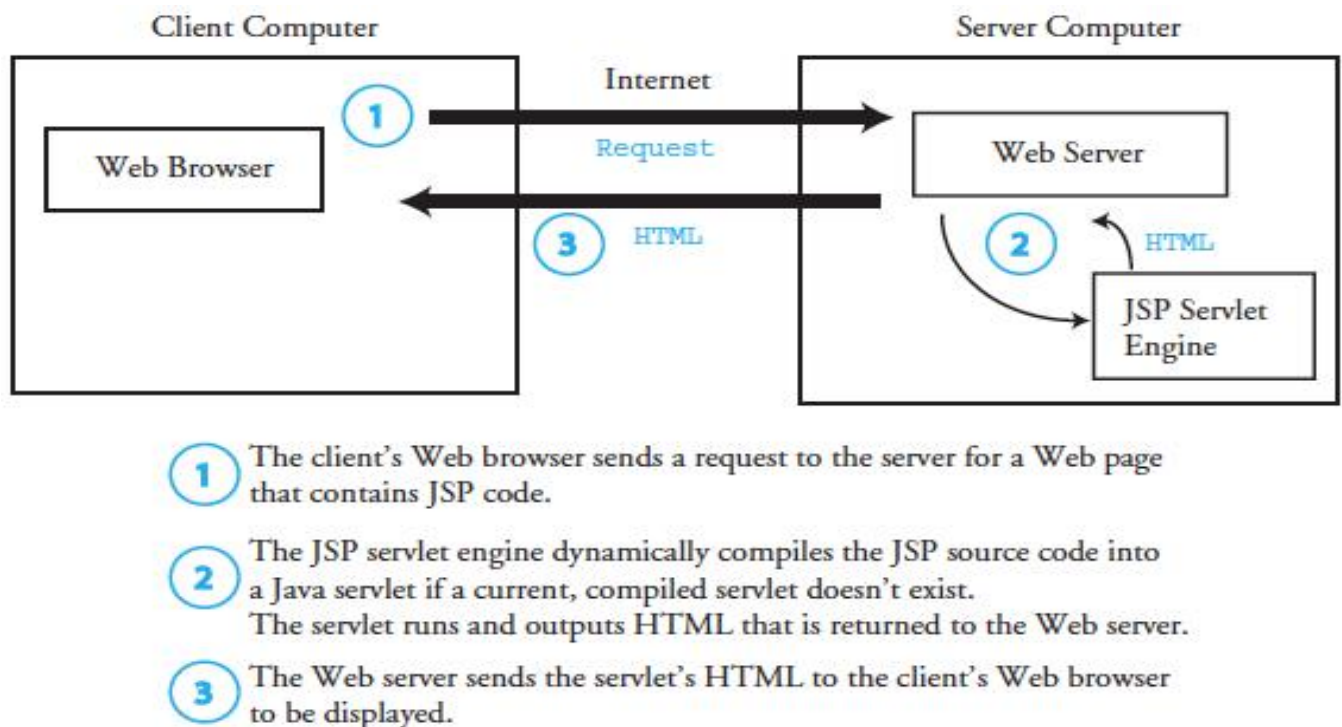 Client Computer
Server Computer
Internet
1
Web Browser
Request
Web Server
3
HTML
2
HTML
JSP Servlet
Engine
1 The client's Web browser sends a request to the server for a Web page
that contains JSP code.
2 The JSP servlet engine dynamically compiles the JSP source code into
a Java servlet if a current, compiled servlet doesn't exist.
The servlet runs and outputs HTML that is returned to the Web server.
3 The Web server sends the servlet's HTML to the client's Web browser
to be displayed.